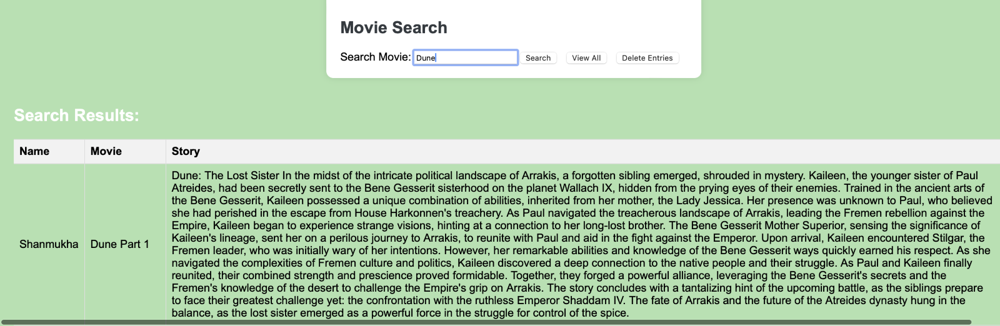 Movie Search
Search Movie: Dune Search View All Delete Entries
Search Results:
Name Movie Story
Dune: The Lost Sister In the midst of the intricate political landscape of Arrakis, a forgotten sibling emerged, shrouded in mystery. Kaileen, the younger sister of Paul
Atreides, had been secretly sent to the Bene Gesserit sisterhood on the planet Wallach IX, hidden from the prying eyes of their enemies. Trained in the ancient arts of
the Bene Gesserit, Kaileen possessed a unique combination of abilities, inherited from her mother, the Lady Jessica. Her presence was unknown to Paul, who believed
she had perished in the escape from House Harkonnen's treachery. As Paul navigated the treacherous landscape of Arrakis, leading the Fremen rebellion against the
Empire, Kaileen began to experience strange visions, hinting at a connection to her long-lost brother. The Bene Gesserit Mother Superior, sensing the significance of
Kaileen's lineage, sent her on a perilous journey to Arrakis, to reunite with Paul and aid in the fight against the Emperor. Upon arrival, Kaileen encountered Stilgar, the
Shanmukha Dune Part 1 Fremen leader, who was initially wary of her intentions. However, her remarkable abilities and knowledge of the Bene Gesserit ways quickly earned his respect. As she
navigated the complexities of Fremen culture and politics, Kaileen discovered a deep connection to the native people and their struggle. As Paul and Kaileen finally
reunited, their combined strength and prescience proved formidable. Together, they forged a powerful alliance, leveraging the Bene Gesserit's secrets and the
Fremen's knowledge of the desert to challenge the Empire's grip on Arrakis. The story concludes with a tantalizing hint of the upcoming battle, as the siblings prepare
to face their greatest challenge yet: the confrontation with the ruthless Emperor Shaddam IV. The fate of Arrakis and the future of the Atreides dynasty hung in the
balance, as the lost sister emerged as a powerful force in the struggle for control of the spice.